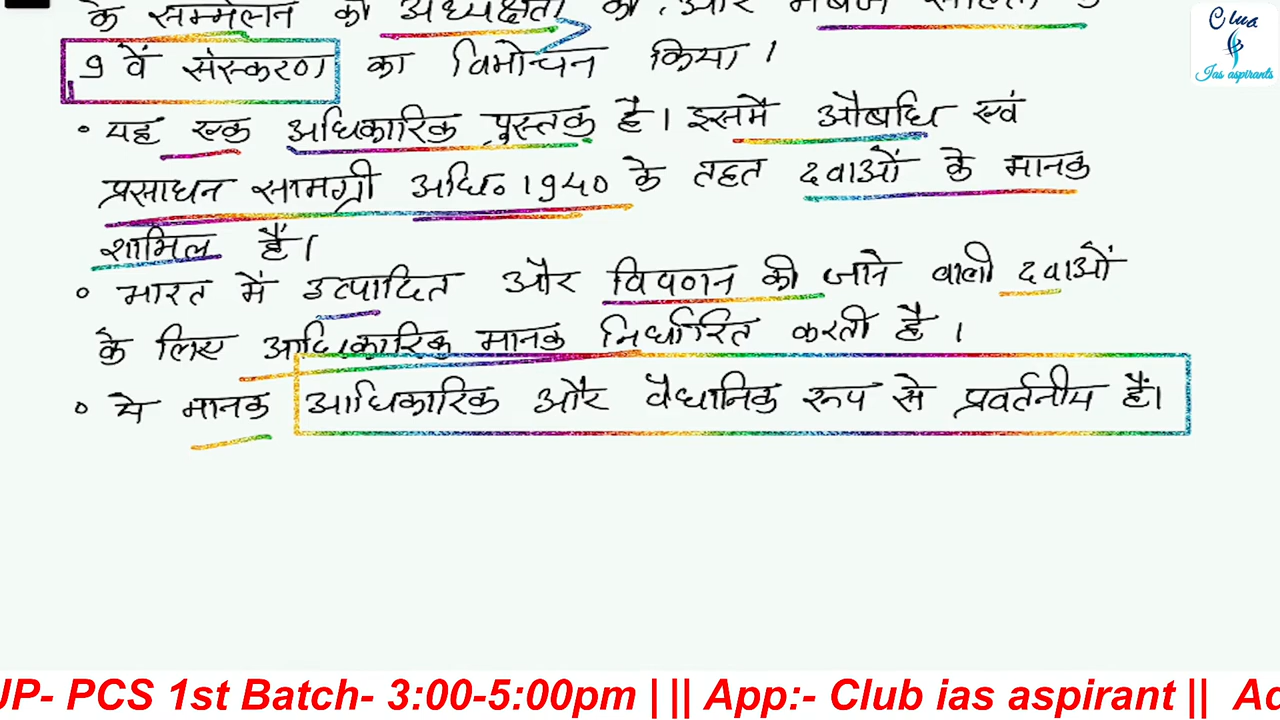 के सम्मेलन की अध्यक्षता की, और
Club
Ias aspirants
9 वें संस्करण का विमोचन किया।
• यह एक अधिकारिक पुस्तक है। इसमें औषधि एवं
प्रसाधन सामग्री अधि० 1940 के तहत दवाओं के मानक
शामिल हैं।
• भारत में उत्पादित और विपणन की जाने वाली दवाओं
के लिए आधिकारिक मानक निर्धारित करती है।
• ये मानक आधिकारिक और वैधानिक रूप से प्रवर्तनीय हैं।
UP- PCS 1st Batch- 3:00-5:00pm | || App:- Club ias aspirant ||